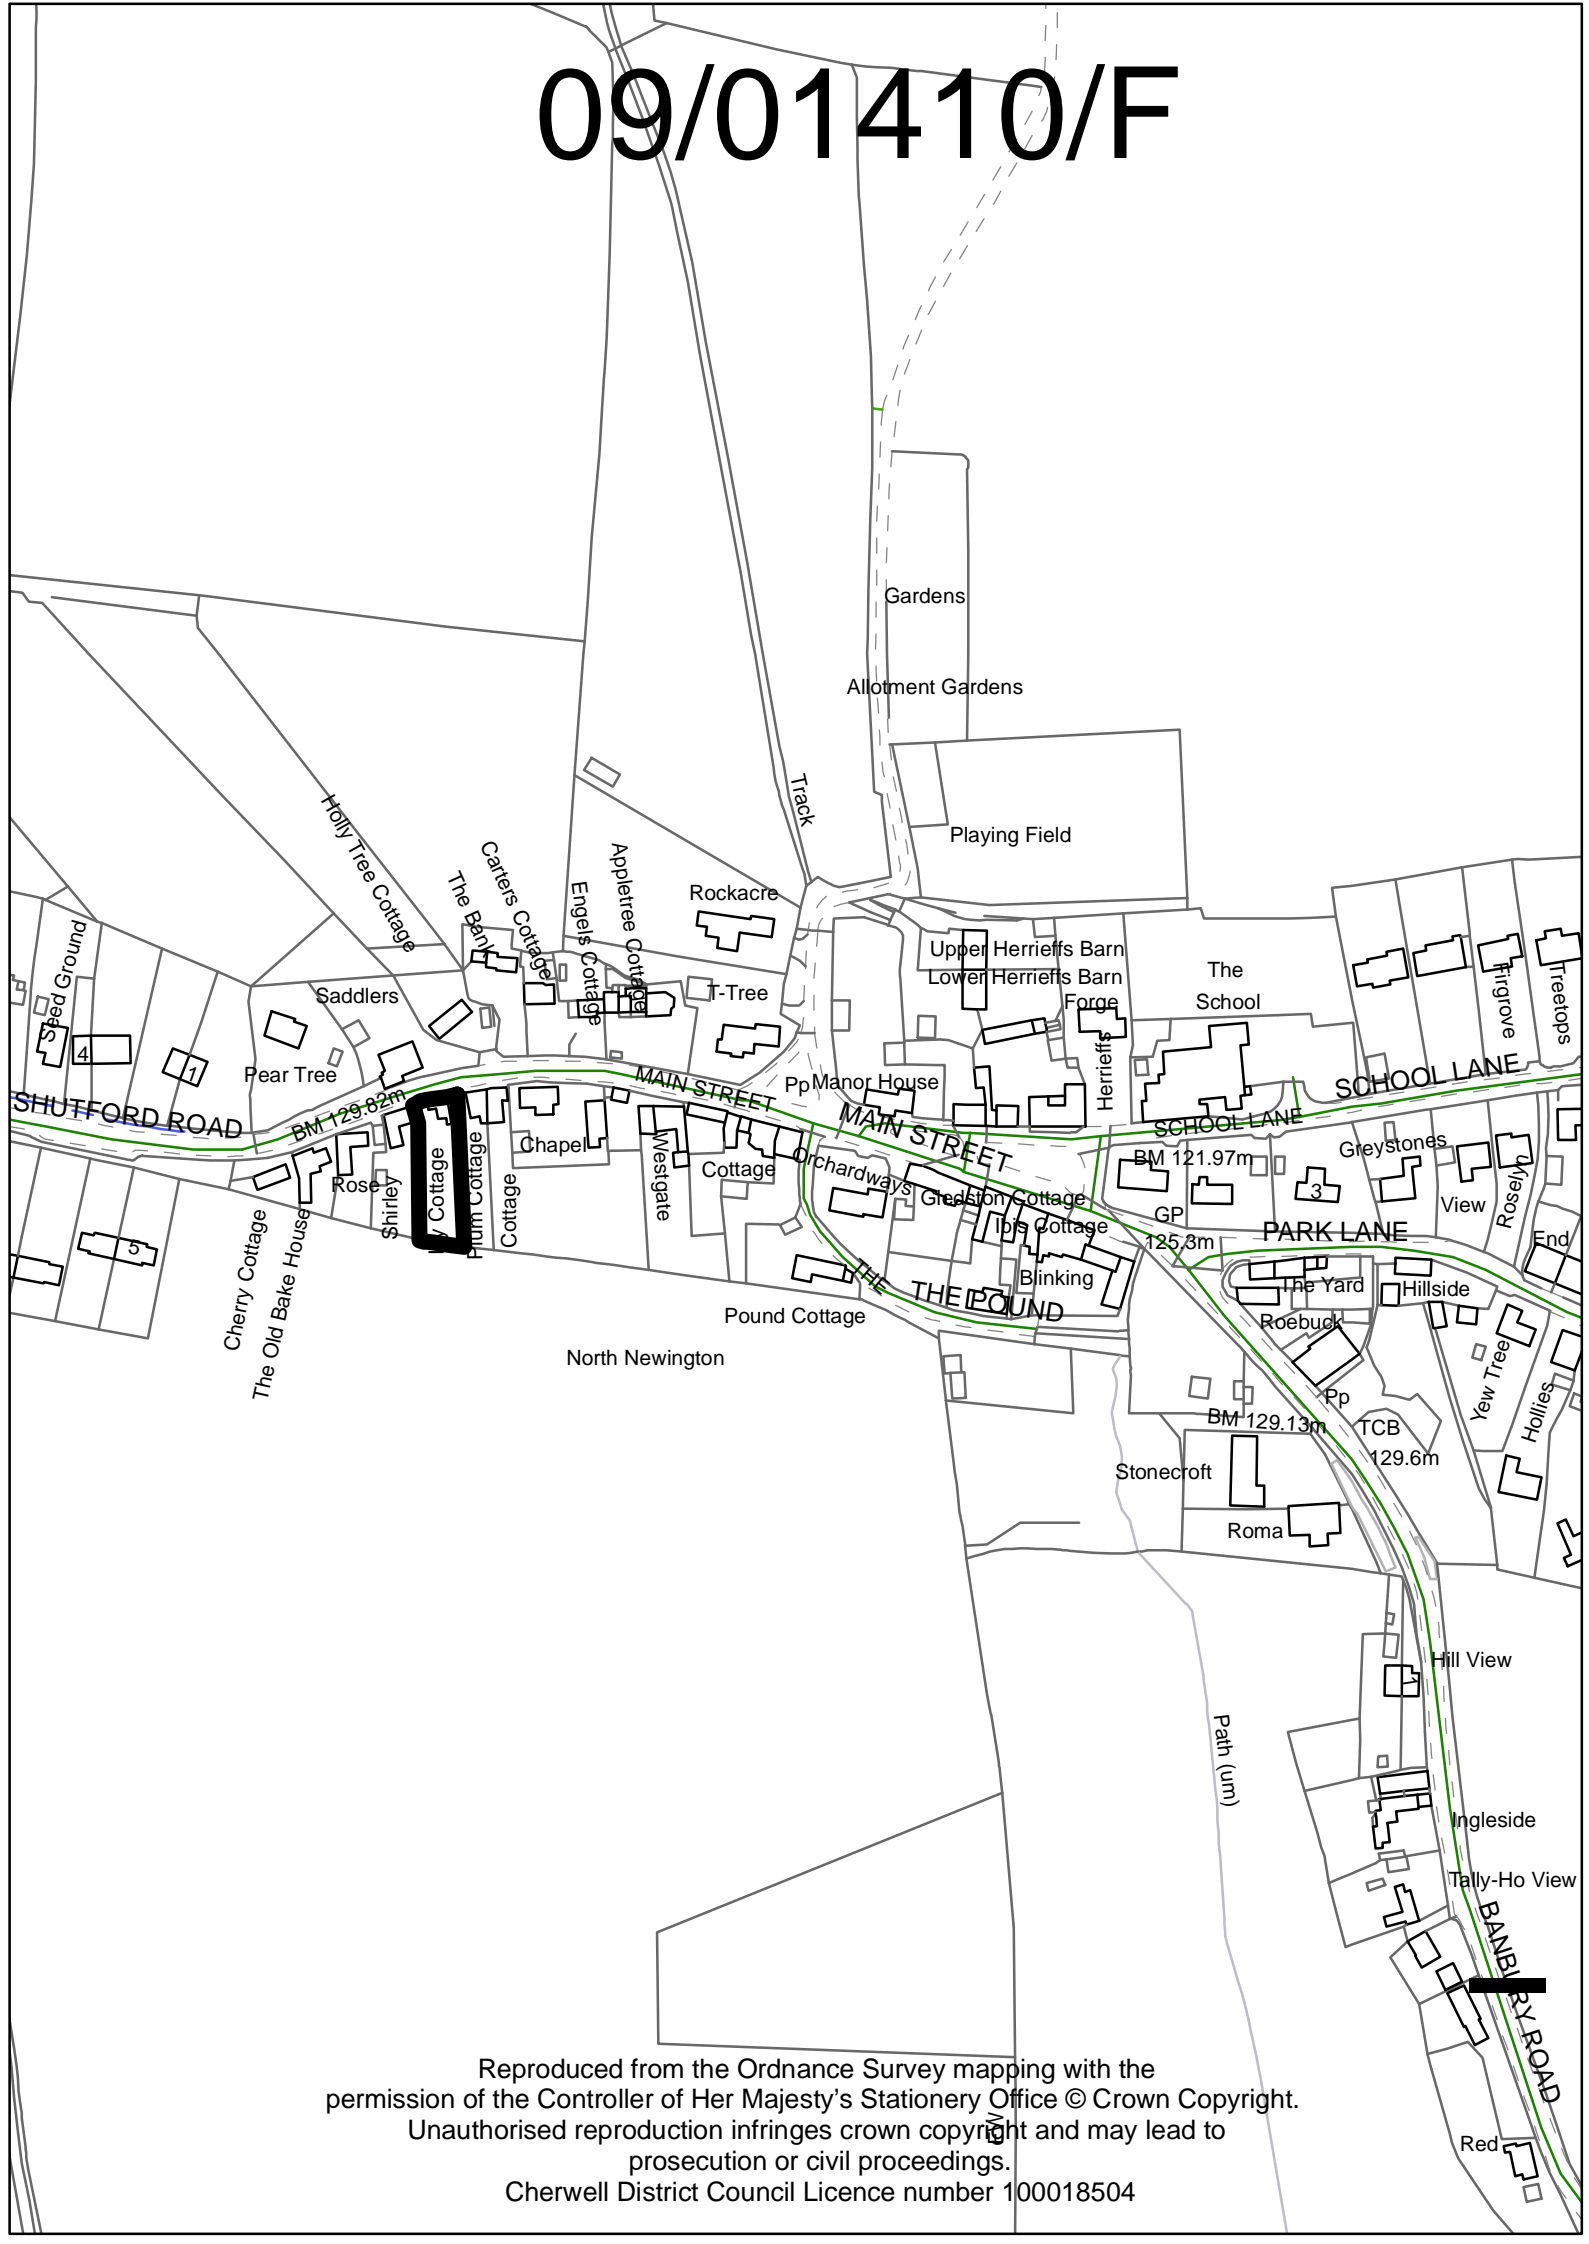 09/01410/F
Gardens
Allotment Gardens
Track
Playing Field
Holly Tree Cottage
The Bank
Carters Cottage
Engels Cottage
Appletree Cottage
Rockacre
Seed Ground
Saddlers
T-Tree
Upper Herrieffs Barn
Lower Herrieffs Barn
Forge
The
School
Firgrove
Treetops
4
1
Pear Tree
MAIN STREET
Pp
Manor House
Herrieffs
SCHOOL LANE
SHUTFORD ROAD
BM 129.82m
MAIN STREET
SCHOOL LANE
Chapel
Westgate
Cottage
Orchardways
BM 121.97m
Greystones
Rose
Shirley
Ivy Cottage
Plum Cottage
Cottage
Gledston Cottage
Ibis Cottage
GP
125.3m
3
View
Roselyn
PARK LANE
End
5
Cherry Cottage
The Old Bake House
THE
THE POUND
Blinking
The Yard
Hillside
Pound Cottage
Roebuck
North Newington
Yew Tree
Hollies
Pp
BM 129.13m
TCB
129.6m
Stonecroft
Roma
Hill View
1
Path (um)
Ingleside
Tally-Ho View
BANBURY ROAD
Reproduced from the Ordnance Survey mapping with the
permission of the Controller of Her Majesty's Stationery Office © Crown Copyright.
Unauthorised reproduction infringes crown copyright and may lead to
prosecution or civil proceedings.
Cherwell District Council Licence number 100018504
Red